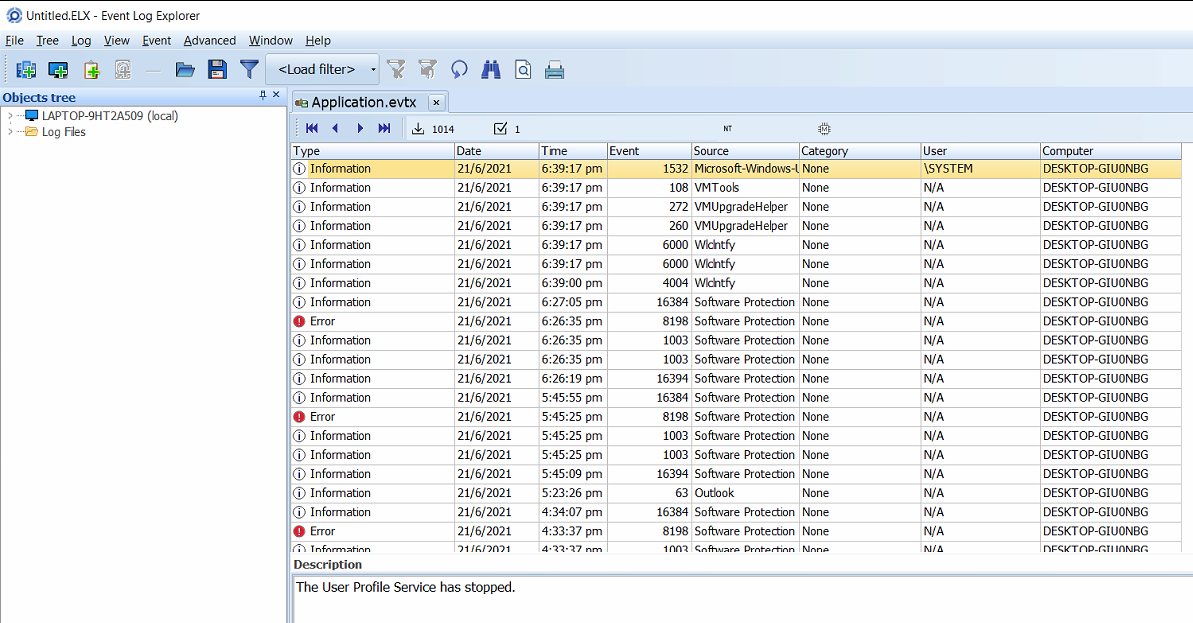 Untitled.ELX - Event Log Explorer
File Tree Log View Event Advanced Window Help
<Load filter>
Objects tree
LAPTOP-9HT2A509 (local)
Log Files
Application.evtx
1014 1 NT
Type Date Time Event Source Category User Computer
Information 21/6/2021 6:39:17 pm 1532 Microsoft-Windows-U None \SYSTEM DESKTOP-GIU0NBG
Information 21/6/2021 6:39:17 pm 108 VMTools None N/A DESKTOP-GIU0NBG
Information 21/6/2021 6:39:17 pm 272 VMUpgradeHelper None N/A DESKTOP-GIU0NBG
Information 21/6/2021 6:39:17 pm 260 VMUpgradeHelper None N/A DESKTOP-GIU0NBG
Information 21/6/2021 6:39:17 pm 6000 Wlclntfy None N/A DESKTOP-GIU0NBG
Information 21/6/2021 6:39:17 pm 6000 Wlclntfy None N/A DESKTOP-GIU0NBG
Information 21/6/2021 6:39:00 pm 4004 Wlclntfy None N/A DESKTOP-GIU0NBG
Information 21/6/2021 6:27:05 pm 16384 Software Protection None N/A DESKTOP-GIU0NBG
Error 21/6/2021 6:26:35 pm 8198 Software Protection None N/A DESKTOP-GIU0NBG
Information 21/6/2021 6:26:35 pm 1003 Software Protection None N/A DESKTOP-GIU0NBG
Information 21/6/2021 6:26:35 pm 1003 Software Protection None N/A DESKTOP-GIU0NBG
Information 21/6/2021 6:26:19 pm 16394 Software Protection None N/A DESKTOP-GIU0NBG
Information 21/6/2021 5:45:55 pm 16384 Software Protection None N/A DESKTOP-GIU0NBG
Error 21/6/2021 5:45:25 pm 8198 Software Protection None N/A DESKTOP-GIU0NBG
Information 21/6/2021 5:45:25 pm 1003 Software Protection None N/A DESKTOP-GIU0NBG
Information 21/6/2021 5:45:25 pm 1003 Software Protection None N/A DESKTOP-GIU0NBG
Information 21/6/2021 5:45:09 pm 16394 Software Protection None N/A DESKTOP-GIU0NBG
Information 21/6/2021 5:23:26 pm 63 Outlook None N/A DESKTOP-GIU0NBG
Information 21/6/2021 4:34:07 pm 16384 Software Protection None N/A DESKTOP-GIU0NBG
Error 21/6/2021 4:33:37 pm 8198 Software Protection None N/A DESKTOP-GIU0NBG
Information 21/6/2021 4:33:37 pm 1003 Software Protection None N/A DESKTOP-GIU0NBG
Description
The User Profile Service has stopped.